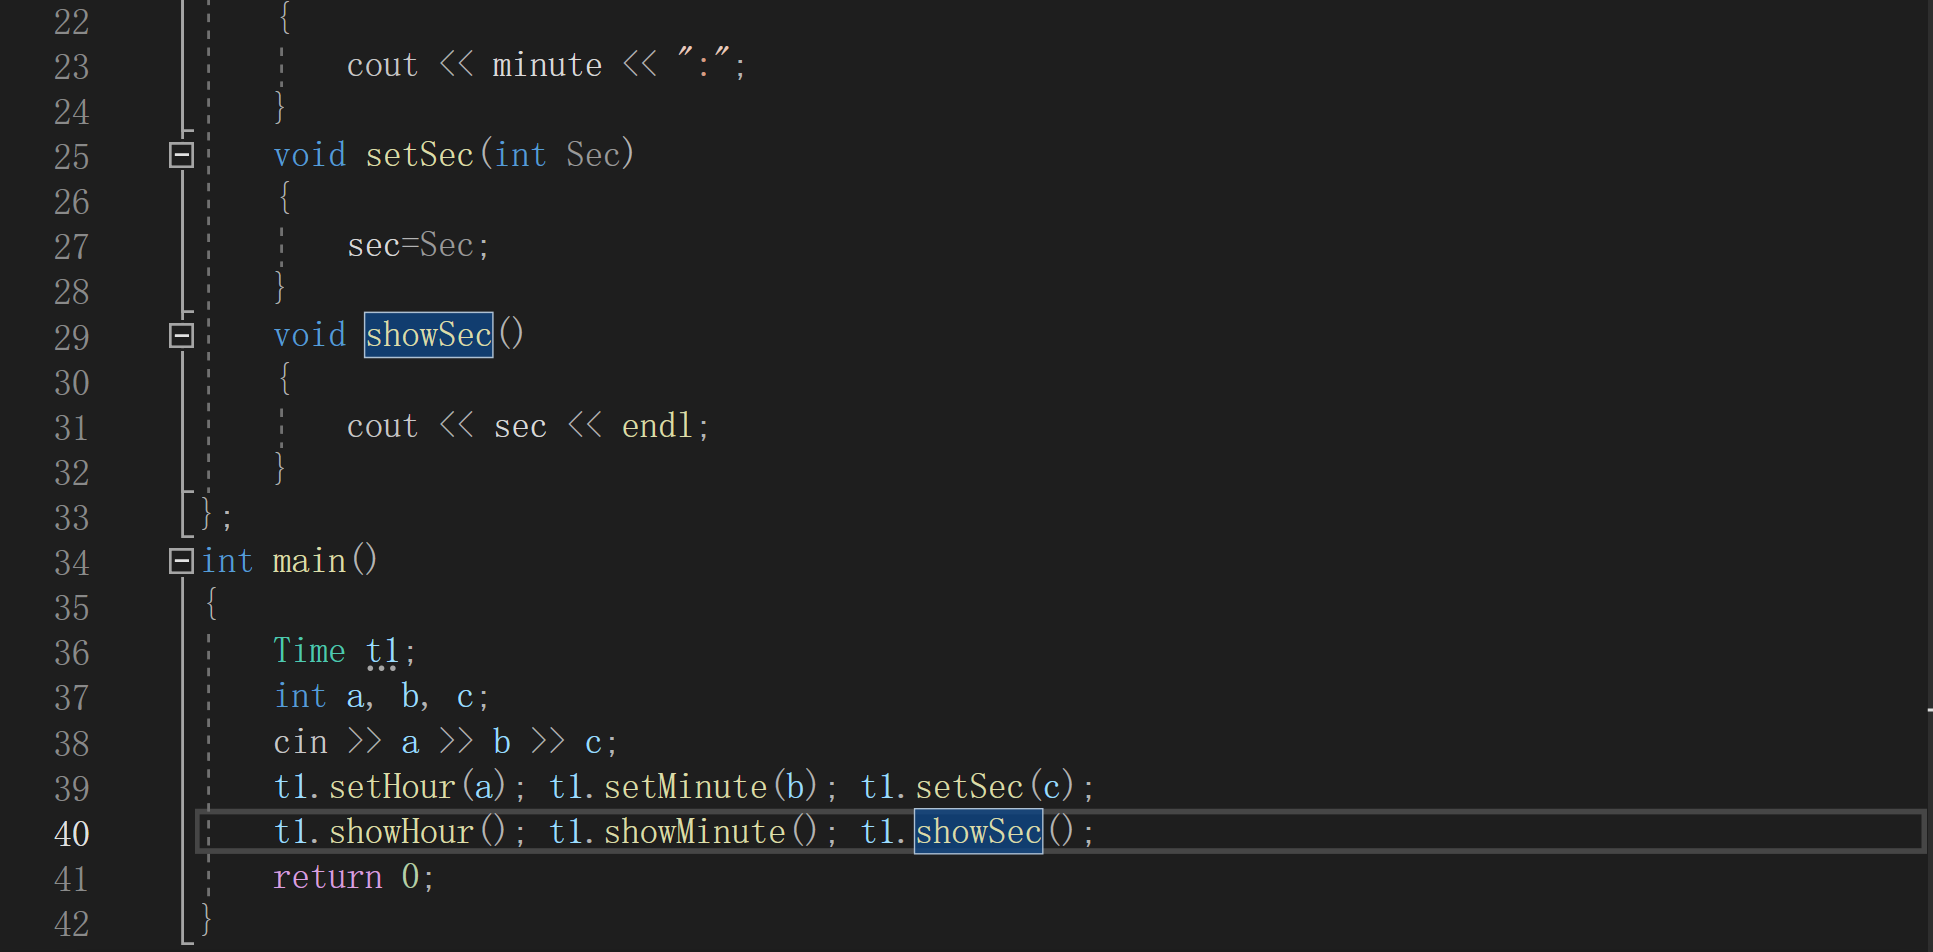 22 {
23 cout << minute << ":";
24 }
25 void setSec(int Sec)
26 {
27 sec=Sec;
28 }
29 void showSec()
30 {
31 cout << sec << endl;
32 }
33 };
34 int main()
35 {
36 Time t1;
37 int a, b, c;
38 cin >> a >> b >> c;
39 t1.setHour(a); t1.setMinute(b); t1.setSec(c);
40 t1.showHour(); t1.showMinute(); t1.showSec();
41 return 0;
42 }